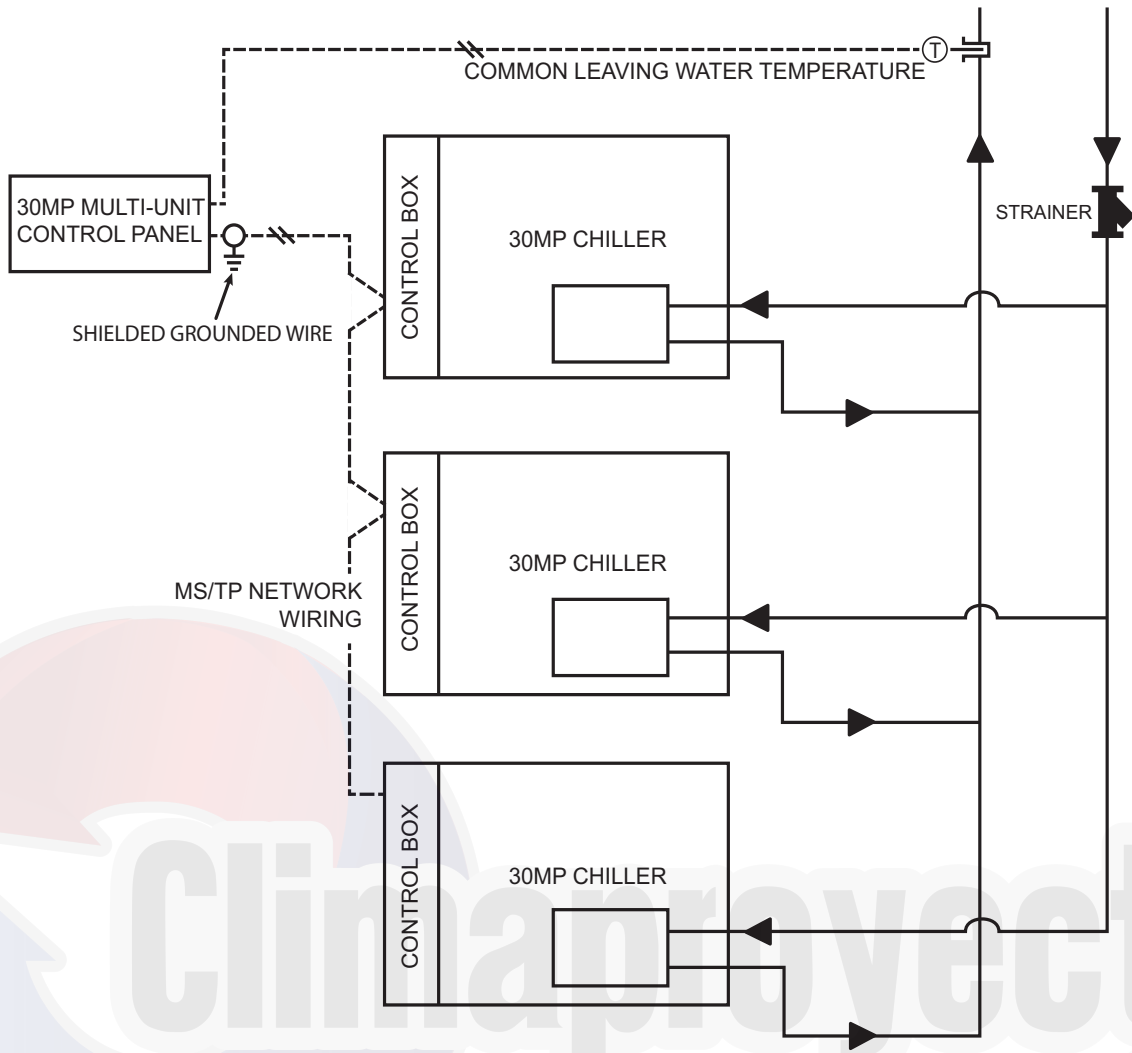 T
COMMON LEAVING WATER TEMPERATURE
30MP MULTI-UNIT
CONTROL PANEL
SHIELDED GROUNDED WIRE
CONTROL BOX
30MP CHILLER
STRAINER
CONTROL BOX
30MP CHILLER
MS/TP NETWORK
WIRING
CONTROL BOX
30MP CHILLER
Climaproyect